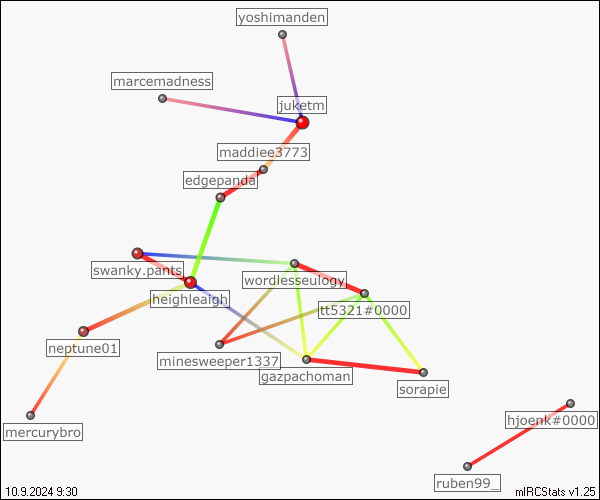 yoshimanden
marcemadness
juketm
maddiee3773
edgepanda
swanky.pants
wordlesseulogy
heighleaigh
tt5321#0000
neptune01
minesweeper1337
gazpachoman
sorapie
hjoenk#0000
mercurybro
ruben99_
10.9.2024 9:30
mIRCStats v1.25